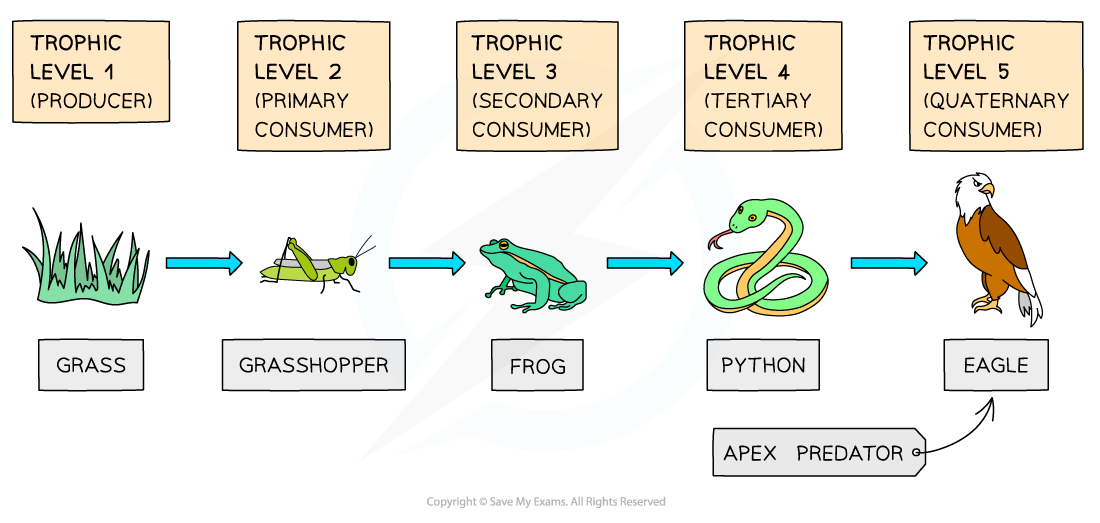 TROPHIC
LEVEL 1
(PRODUCER)
TROPHIC
LEVEL 2
(PRIMARY
CONSUMER)
TROPHIC
LEVEL 3
(SECONDARY
CONSUMER)
TROPHIC
LEVEL 4
(TERTIARY
CONSUMER)
TROPHIC
LEVEL 5
(QUATERNARY
CONSUMER)
GRASS
GRASSHOPPER
FROG
PYTHON
EAGLE
APEX PREDATOR
Copyright © Save My Exams. All Rights Reserved